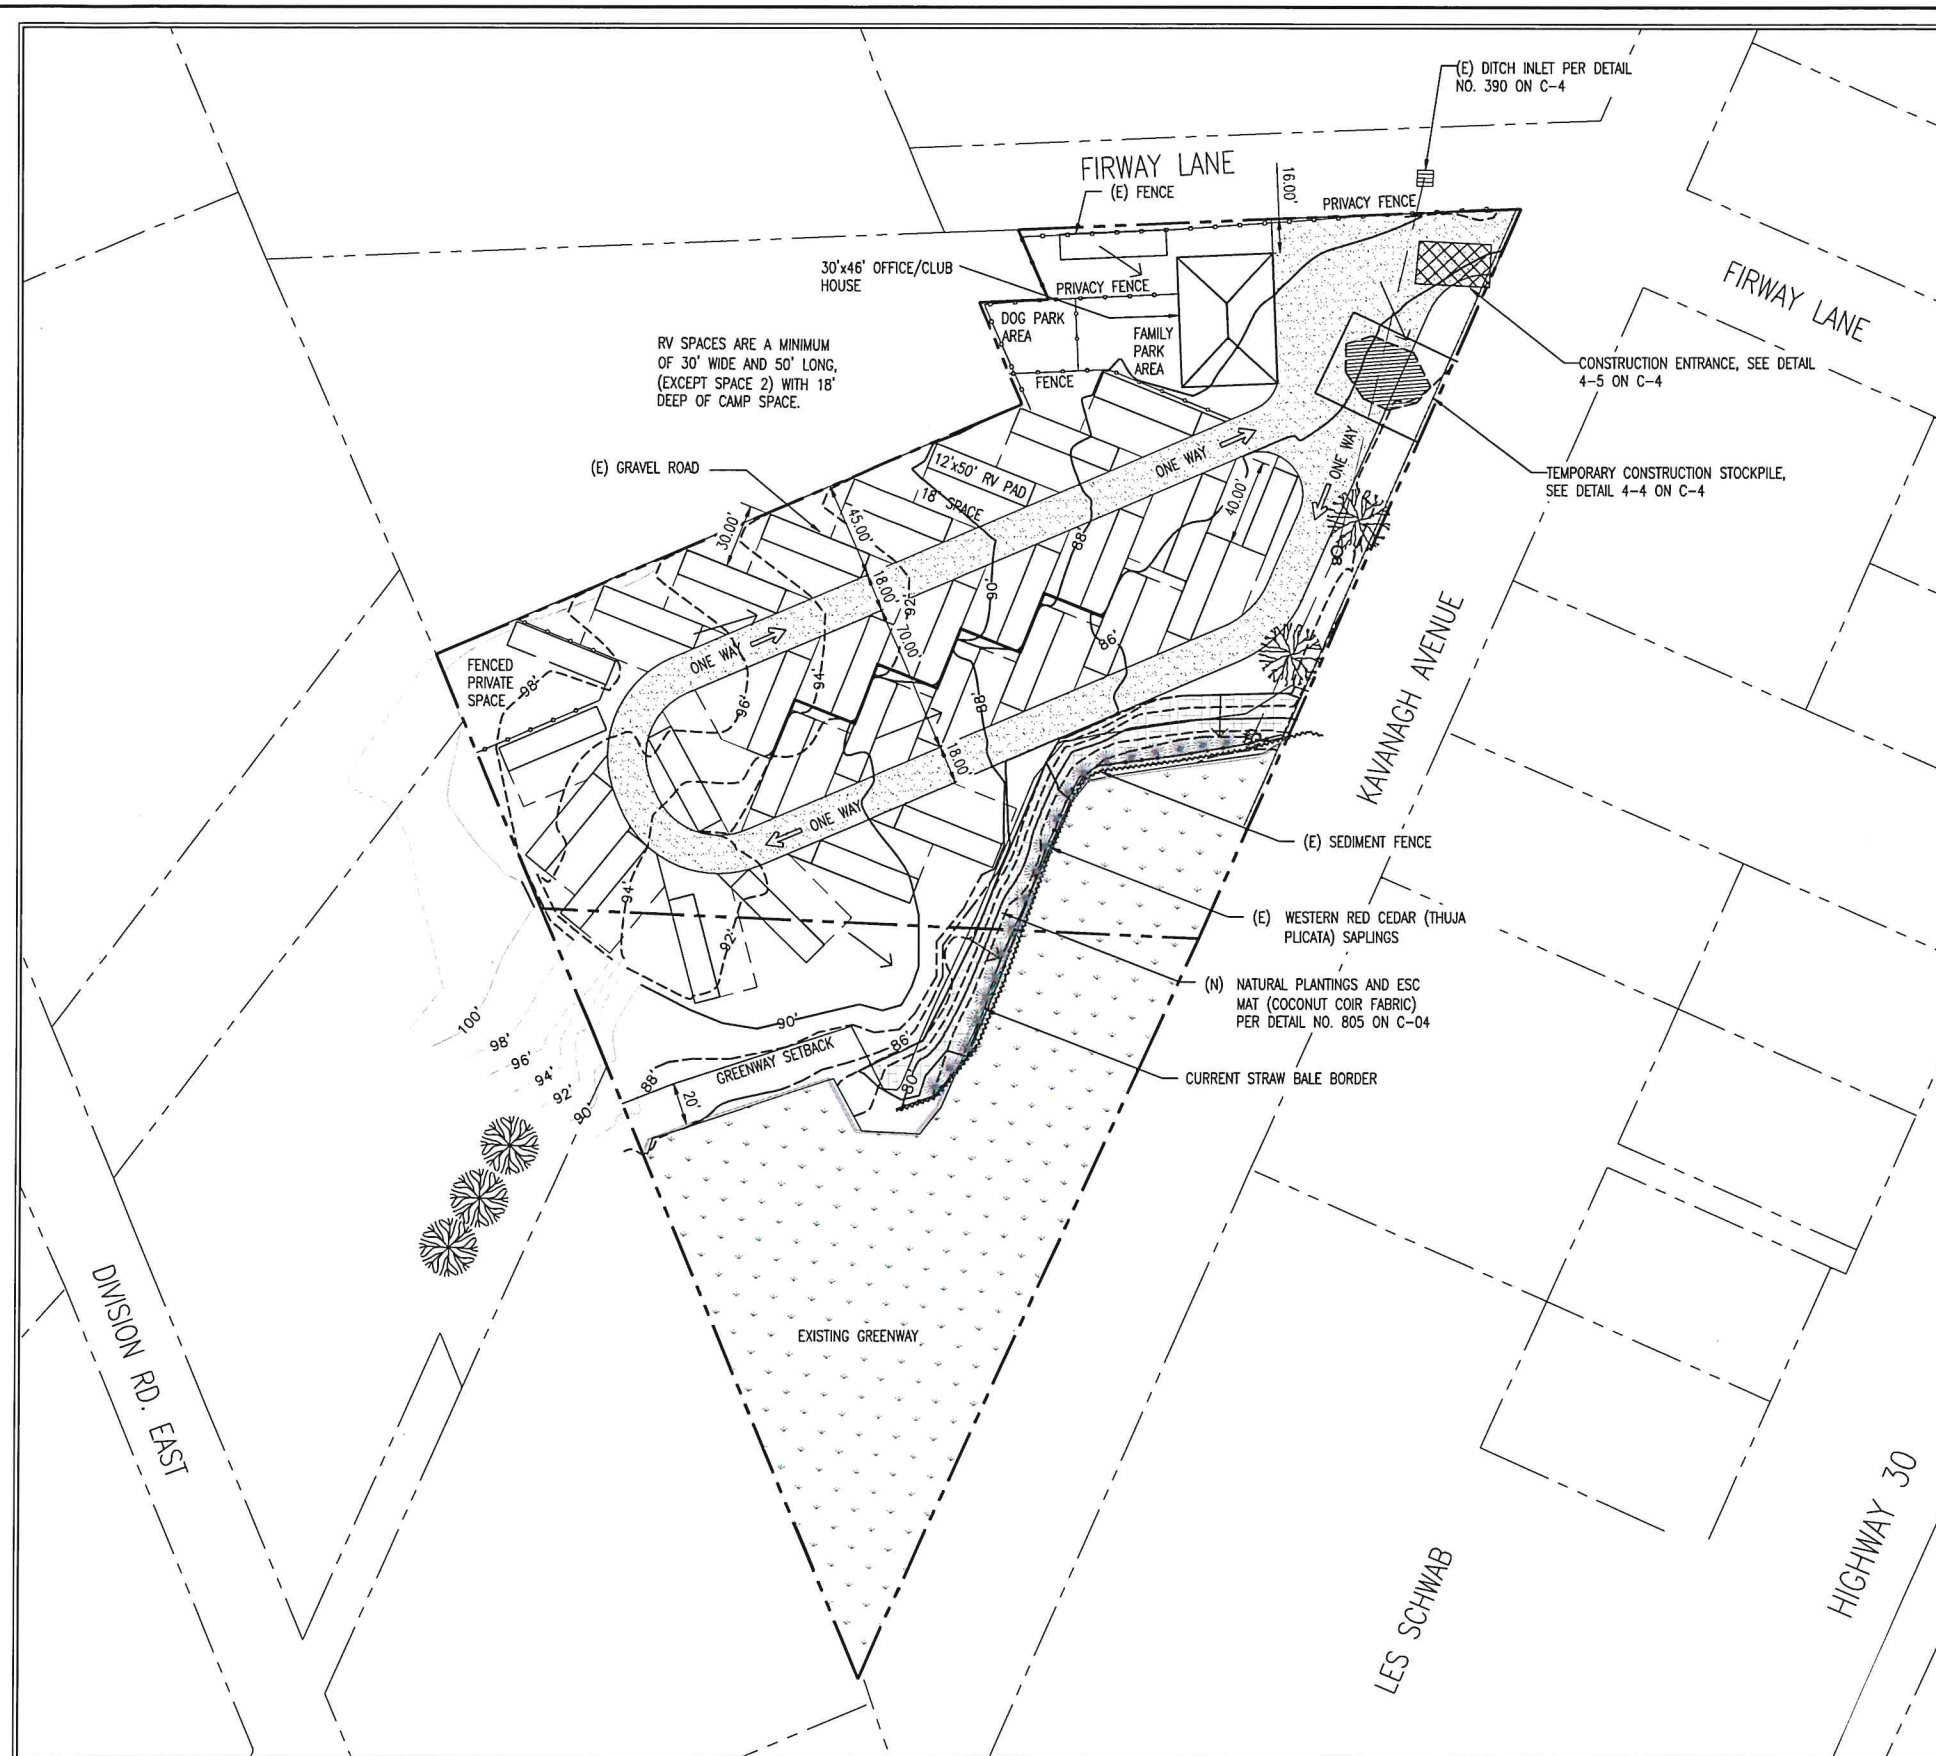 (E) DITCH INLET PER DETAIL
NO. 390 ON C-4
FIRWAY LANE
(E) FENCE
16.00'
PRIVACY FENCE
30'x46' OFFICE/CLUB
HOUSE
PRIVACY FENCE
FIRWAY LANE
DOG PARK
AREA
FAMILY
PARK
AREA
FENCE
RV SPACES ARE A MINIMUM
OF 30' WIDE AND 50' LONG,
(EXCEPT SPACE 2) WITH 18'
DEEP OF CAMP SPACE.
CONSTRUCTION ENTRANCE, SEE DETAIL
4-5 ON C-4
(E) GRAVEL ROAD
12'x50' RV PAD
18' SPACE
ONE WAY
ONE WAY
TEMPORARY CONSTRUCTION STOCKPILE,
SEE DETAIL 4-4 ON C-4
40.00'
30.00'
45.00'
88'
18.00'
92'
90'
70.00'
86'
ONE WAY
FENCED
PRIVATE
SPACE
98'
94'
96'
88'
18.00'
KAVANAGH AVENUE
ONE WAY
(E) SEDIMENT FENCE
94'
92'
(E) WESTERN RED CEDAR (THUJA
PLICATA) SAPLINGS
(N) NATURAL PLANTINGS AND ESC
MAT (COCONUT COIR FABRIC)
PER DETAIL NO. 805 ON C-04
100'
98'
96'
94'
92'
90'
90'
86'
GREENWAY SETBACK
88'
80'
20'
CURRENT STRAW BALE BORDER
EXISTING GREENWAY
DIVISION RD. EAST
LES SCHWAB
HIGHWAY 30